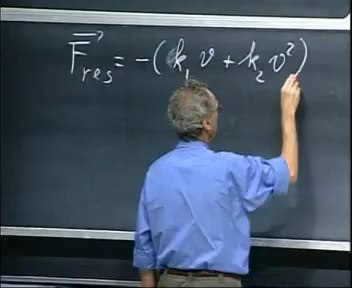 F⃗res = -(k₁v + k₂v²)